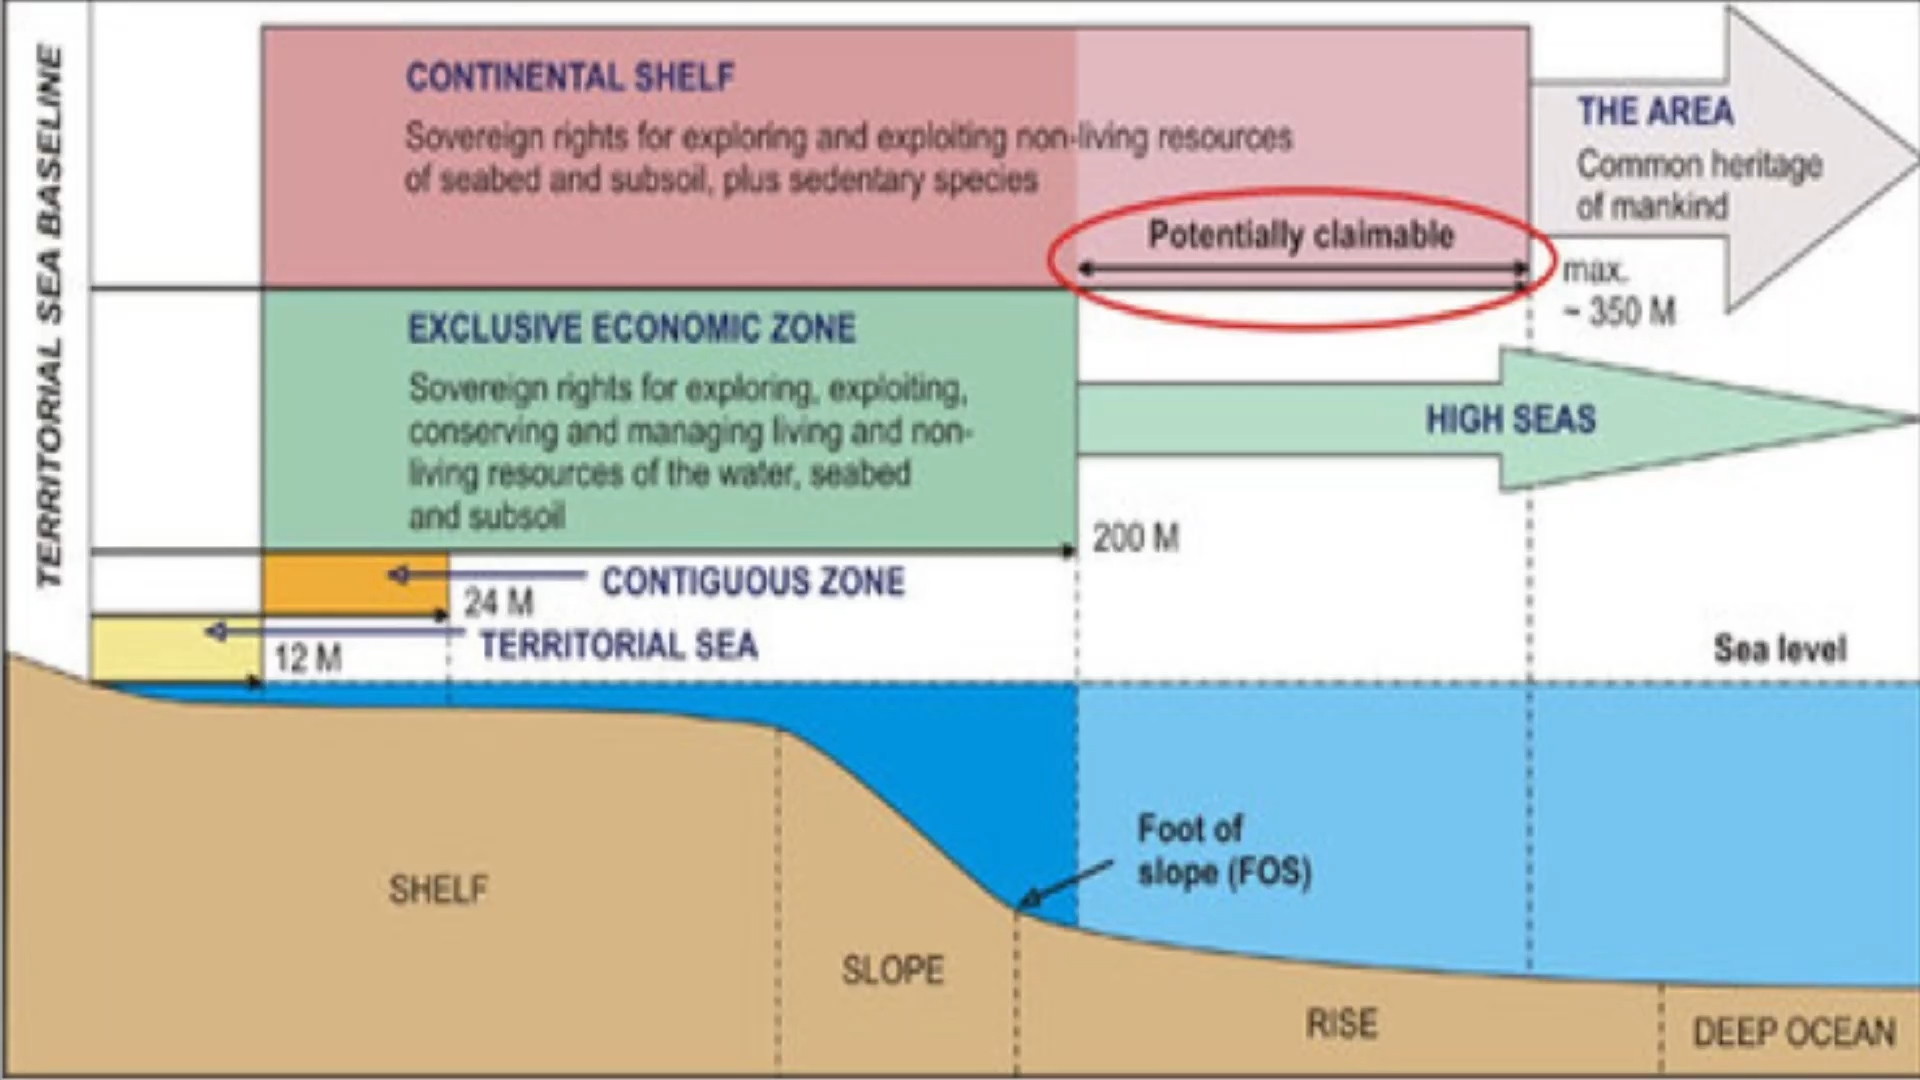 TERRITORIAL SEA BASELINE
CONTINENTAL SHELF
Sovereign rights for exploring and exploiting non-living resources
of seabed and subsoil, plus sedentary species
Potentially claimable
THE AREA
Common heritage
of mankind
max.
~ 350 M
EXCLUSIVE ECONOMIC ZONE
Sovereign rights for exploring, exploiting,
conserving and managing living and non-
living resources of the water, seabed
and subsoil
HIGH SEAS
200 M
CONTIGUOUS ZONE
24 M
TERRITORIAL SEA
12 M
Sea level
Foot of
slope (FOS)
SHELF
SLOPE
RISE
DEEP OCEAN